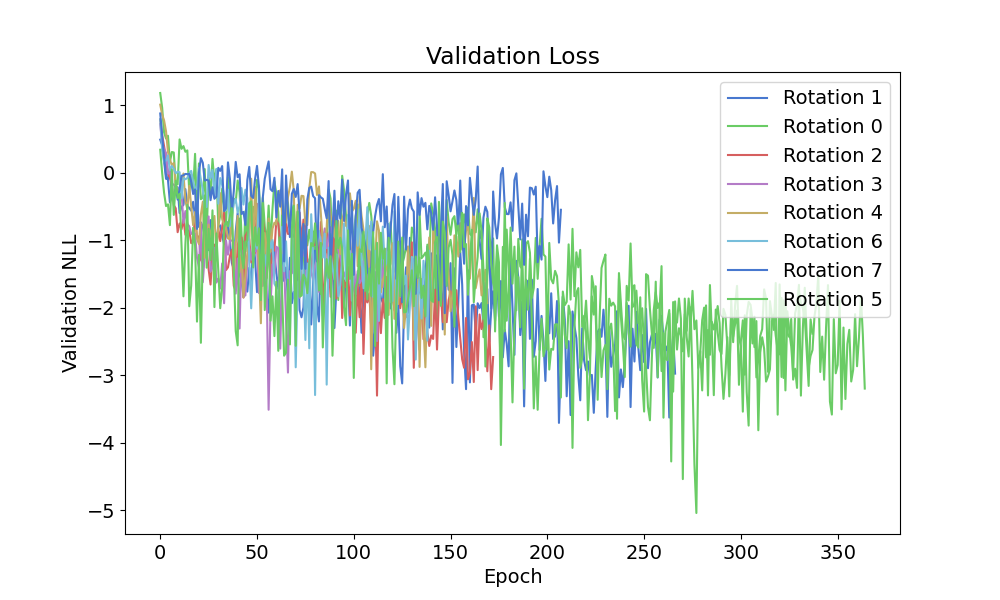 Validation Loss
Validation NLL
1
0
−1
−2
−3
−4
−5
0
50
100
150
200
250
300
350
Epoch
Rotation 1
Rotation 0
Rotation 2
Rotation 3
Rotation 4
Rotation 6
Rotation 7
Rotation 5